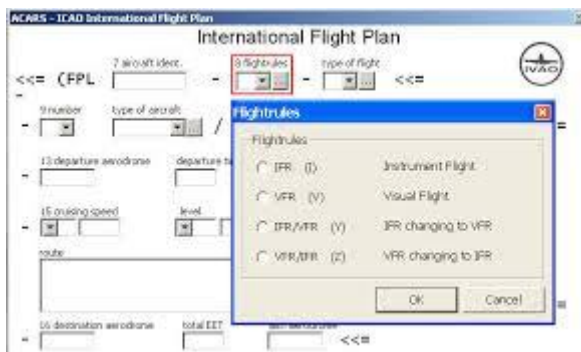 ACARS - ICAO International Flight Plan
International Flight Plan
7 aircraft ident.
8 flightrules
type of flight
<<= (FPL
-
-
<<=
IVAO
-
9 number
type of aircraft
-
/
Flightrules
=
Flightrules
IFR (I) Instrument Flight
VFR (V) Visual Flight
IFR/VFR (Y) IFR changing to VFR
VFR/IFR (Z) VFR changing to IFR
OK
Cancel
13 departure aerodrome
departure
-
15 cruising speed
level
-
route
=
16 destination aerodrome
total EET
-
<<=